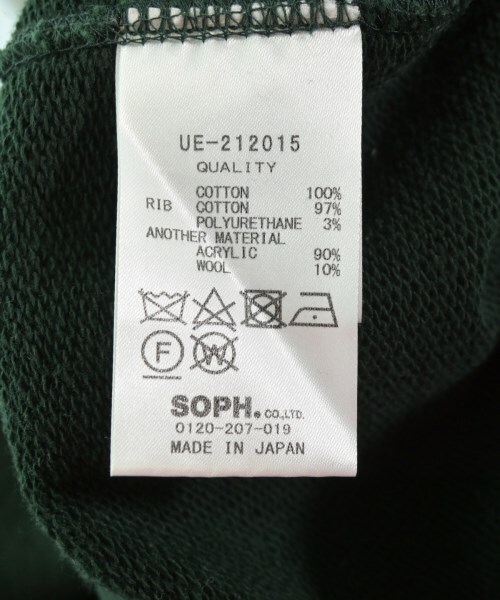 UE-212015
QUALITY
COTTON 100%
RIB COTTON 97%
POLYURETHANE 3%
ANOTHER MATERIAL
ACRYLIC 90%
WOOL 10%
F W
SOPH. CO.,LTD.
0120-207-019
MADE IN JAPAN